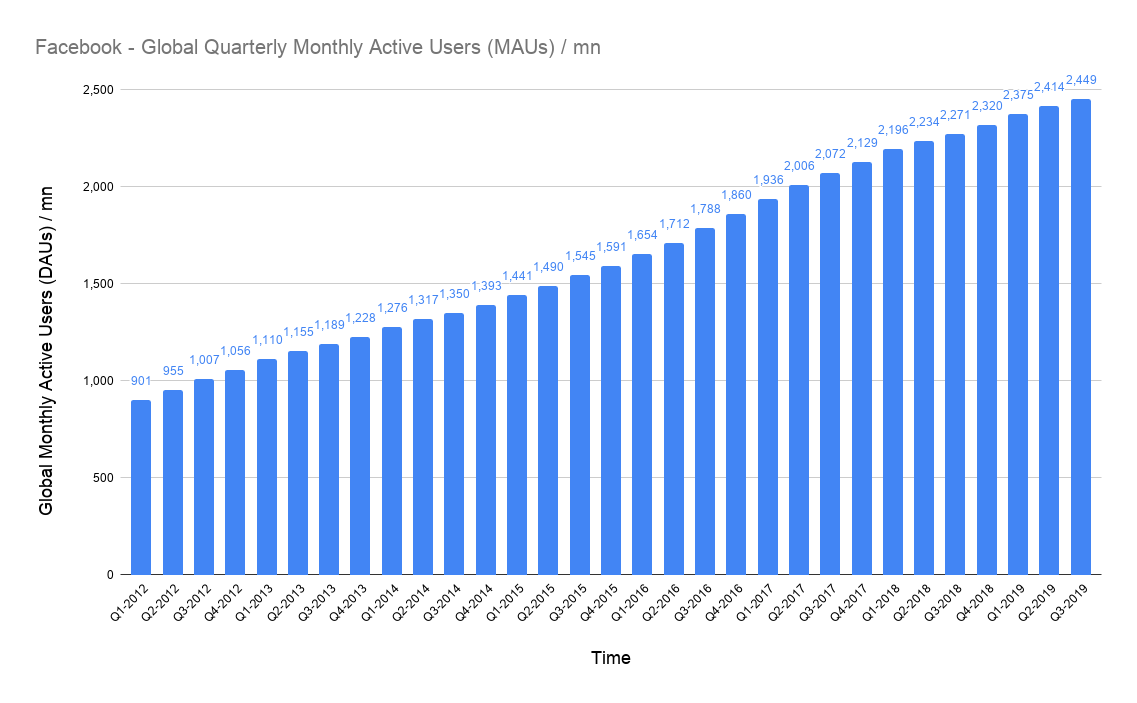 Facebook - Global Quarterly Monthly Active Users (MAUs) / mn
Global Monthly Active Users (DAUs) / mn
2,500
2,000
1,500
1,000
500
0
901
955
1,007
1,056
1,110
1,155
1,189
1,228
1,276
1,317
1,350
1,393
1,441
1,490
1,545
1,591
1,654
1,712
1,788
1,860
1,936
2,006
2,072
2,129
2,196
2,234
2,271
2,320
2,375
2,414
2,449
Q1-2012
Q2-2012
Q3-2012
Q4-2012
Q1-2013
Q2-2013
Q3-2013
Q4-2013
Q1-2014
Q2-2014
Q3-2014
Q4-2014
Q1-2015
Q2-2015
Q3-2015
Q4-2015
Q1-2016
Q2-2016
Q3-2016
Q4-2016
Q1-2017
Q2-2017
Q3-2017
Q4-2017
Q1-2018
Q2-2018
Q3-2018
Q4-2018
Q1-2019
Q2-2019
Q3-2019
Time